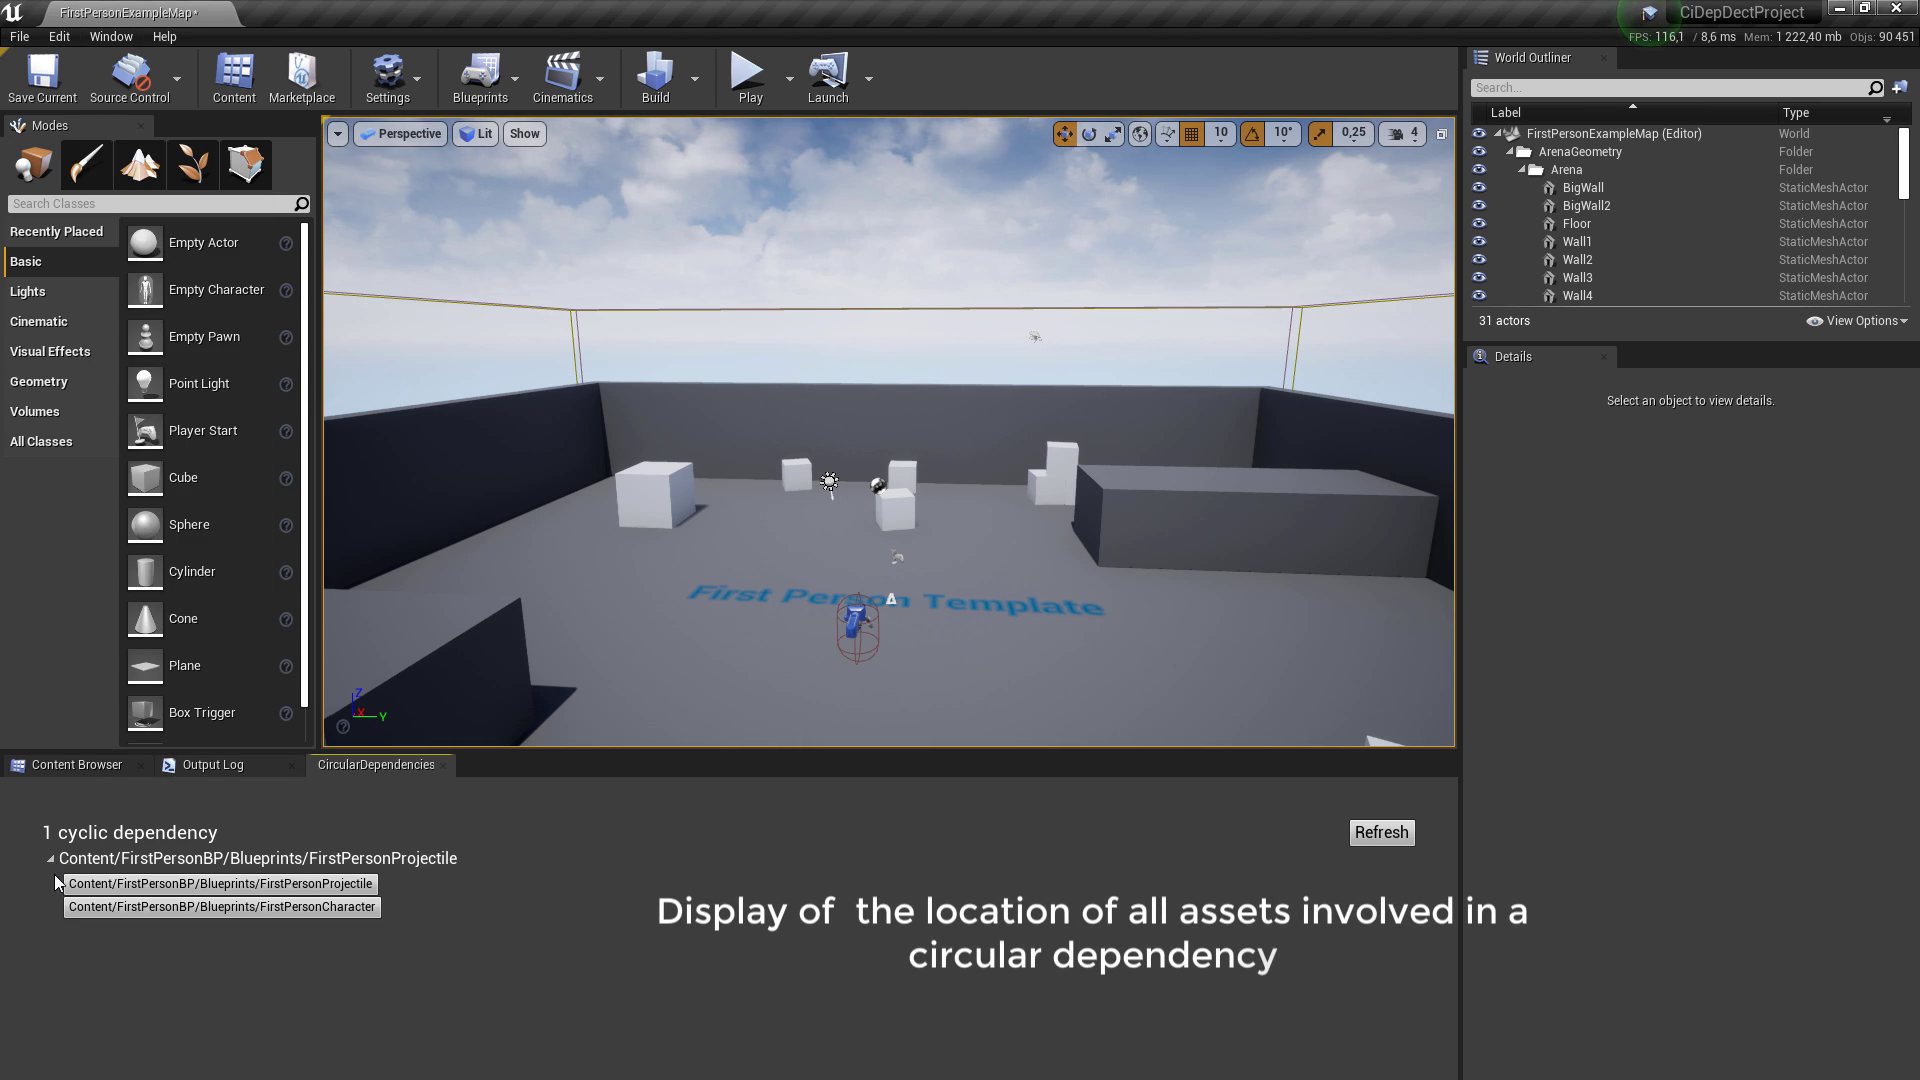 FirstPersonExampleMap*
CiDepDectProject
File Edit Window Help
FPS: 116,1 / 8,6 ms Mem: 1 222,40 mb Objs: 90 451
Save Current
Source Control
Content
Marketplace
Settings
Blueprints
Cinematics
Build
Play
Launch
Modes
Search Classes
Recently Placed
Basic
Lights
Cinematic
Visual Effects
Geometry
Volumes
All Classes
Empty Actor
Empty Character
Empty Pawn
Point Light
Player Start
Cube
Sphere
Cylinder
Cone
Plane
Box Trigger
Perspective Lit Show
10 10° 0,25 4
First Person Template
Z
X
Y
World Outliner
Search...
Label Type
FirstPersonExampleMap (Editor) World
ArenaGeometry Folder
Arena Folder
BigWall StaticMeshActor
BigWall2 StaticMeshActor
Floor StaticMeshActor
Wall1 StaticMeshActor
Wall2 StaticMeshActor
Wall3 StaticMeshActor
Wall4 StaticMeshActor
31 actors View Options
Details
Select an object to view details.
Content Browser Output Log CircularDependencies
1 cyclic dependency
Refresh
Content/FirstPersonBP/Blueprints/FirstPersonProjectile
Content/FirstPersonBP/Blueprints/FirstPersonProjectile
Content/FirstPersonBP/Blueprints/FirstPersonCharacter
Display of the location of all assets involved in a
circular dependency